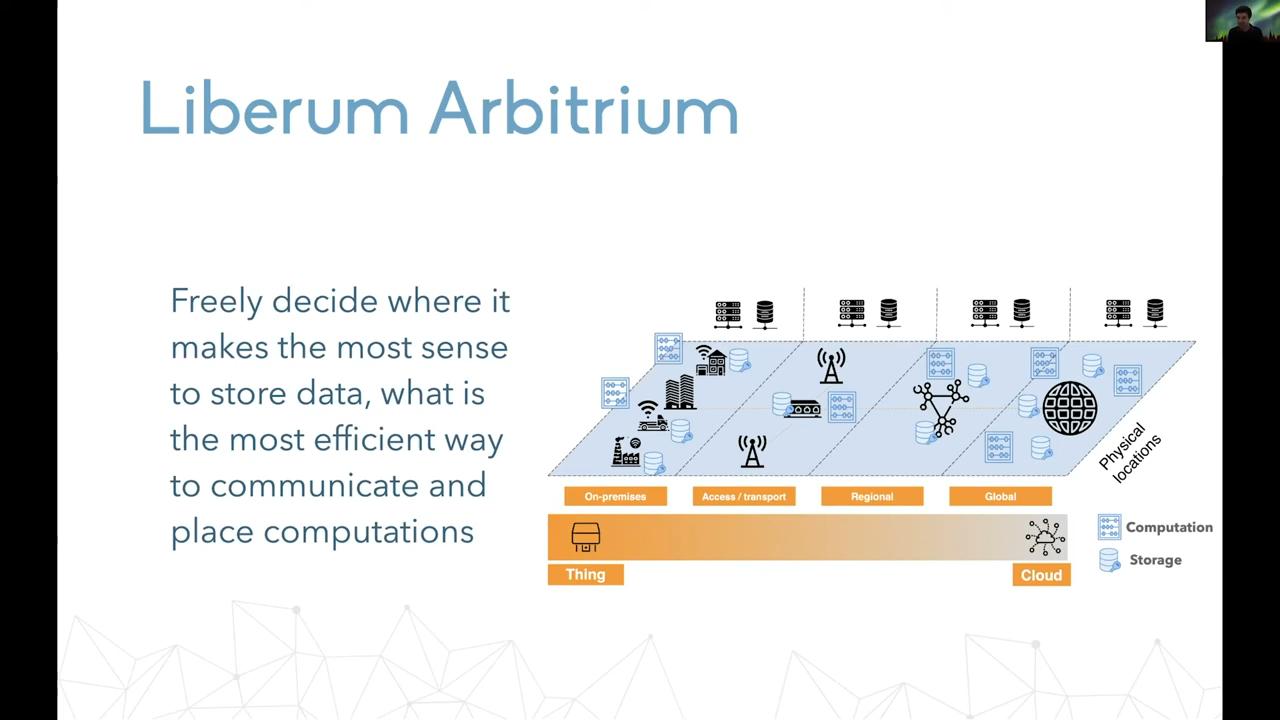 Liberum Arbitrium
Freely decide where it
makes the most sense
to store data, what is
the most efficient way
to communicate and
place computations
Physical
locations
On-premises
Access / transport
Regional
Global
Thing
Cloud
Computation
Storage